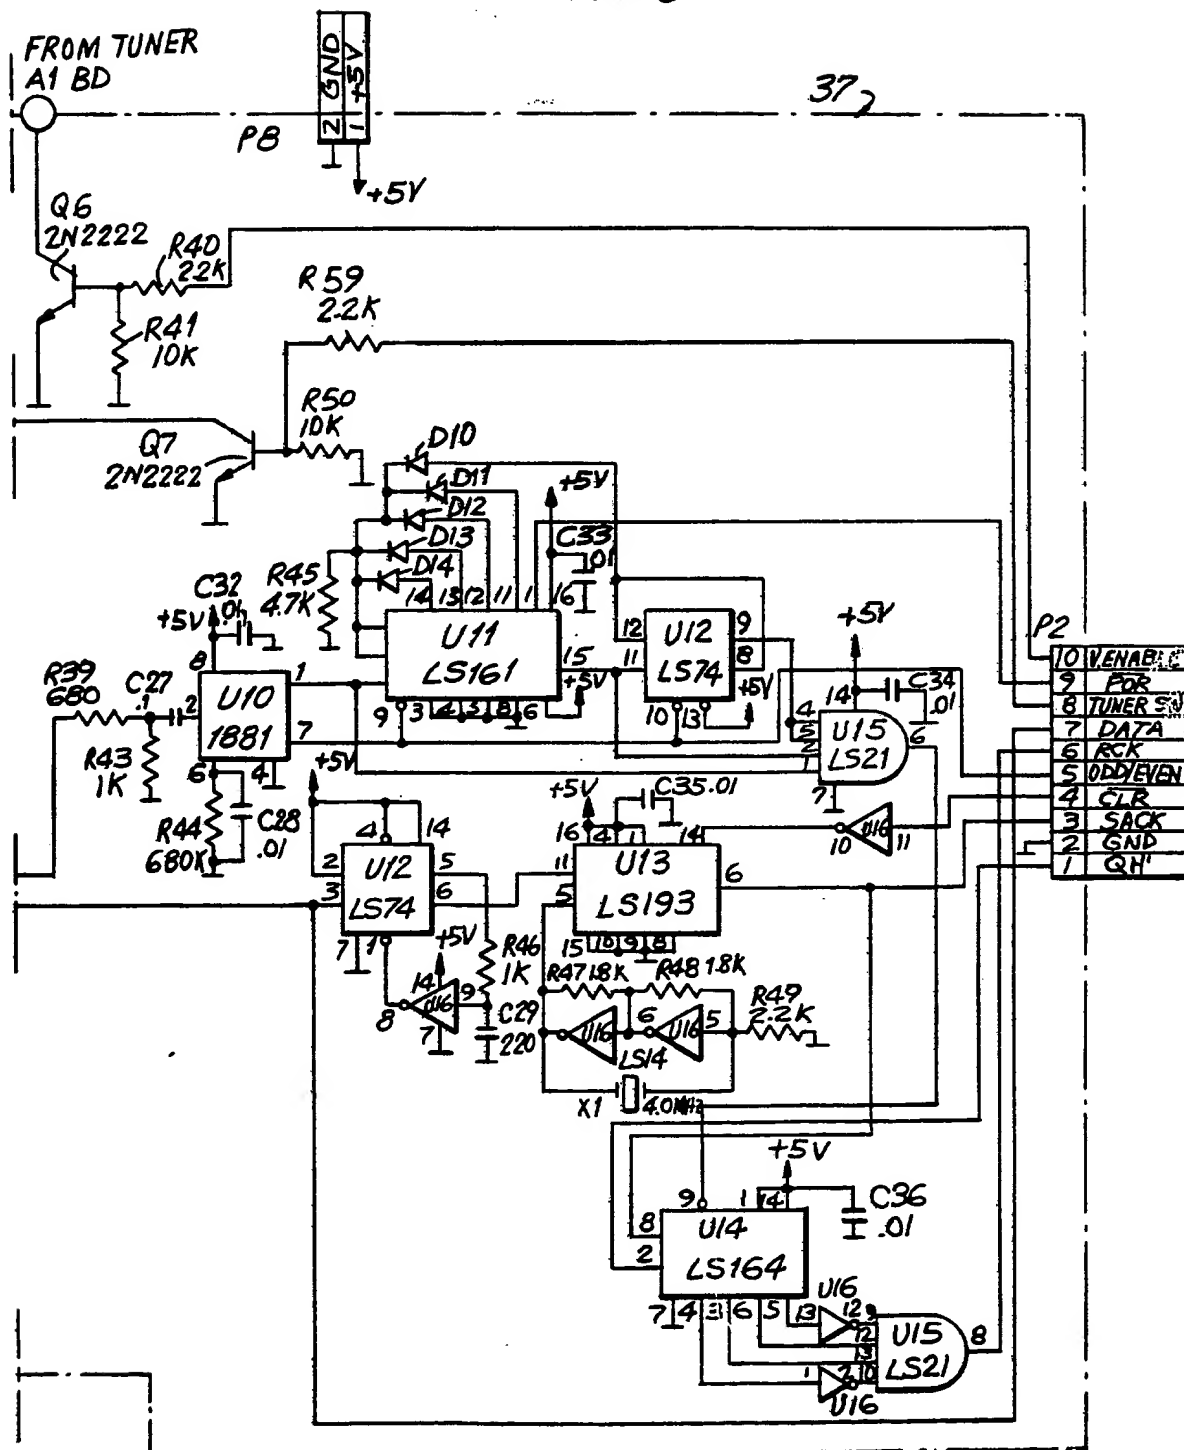 FROM TUNER
A1 BD
2 GND
1 +5V
P8
+5V
37
Q6
2N2222
R40
22K
R41
10K
R59
2.2K
R50
10K
Q7
2N2222
D10
D11
D12
D13
D14
+5V
C33
.01
R45
4.7K
14 13 12 11 1 16
U11
LS161
15
+5V
9 3 4 5 8 6
C32
+5V
8
R39
680
C27
.1
2
U10
1881
1
7
6 4
R43
1K
R44
680K
C28
.01
12
11
U12
LS74
9
8
10 13
+5V
+5V
14
C34
.01
4
5
2
1
U15
LS21
6
7
P2
10 V.ENABLE
9 POR
8 TUNER SW
7 DATA
6 RCK
5 ODD/EVEN
4 CLR
3 SACK
2 GND
1 QH'
+5V
4 14
2
3
U12
LS74
5
6
7 1
+5V
14
U16
8
9
7
R46
1K
C29
220
+5V
C35 .01
16 4 1 14
11
5
U13
LS193
6
15 10 9 8
10
U16
11
R47 1.8K
R48 1.8K
R49
2.2K
U16
6
U16
5
LS14
X1
4.0MHz
+5V
9 1 14
8
2
U14
LS164
C36
.01
7 4 3 6 5
13
U16
12
9
12
13
10
U15
LS21
8
1
2
U16